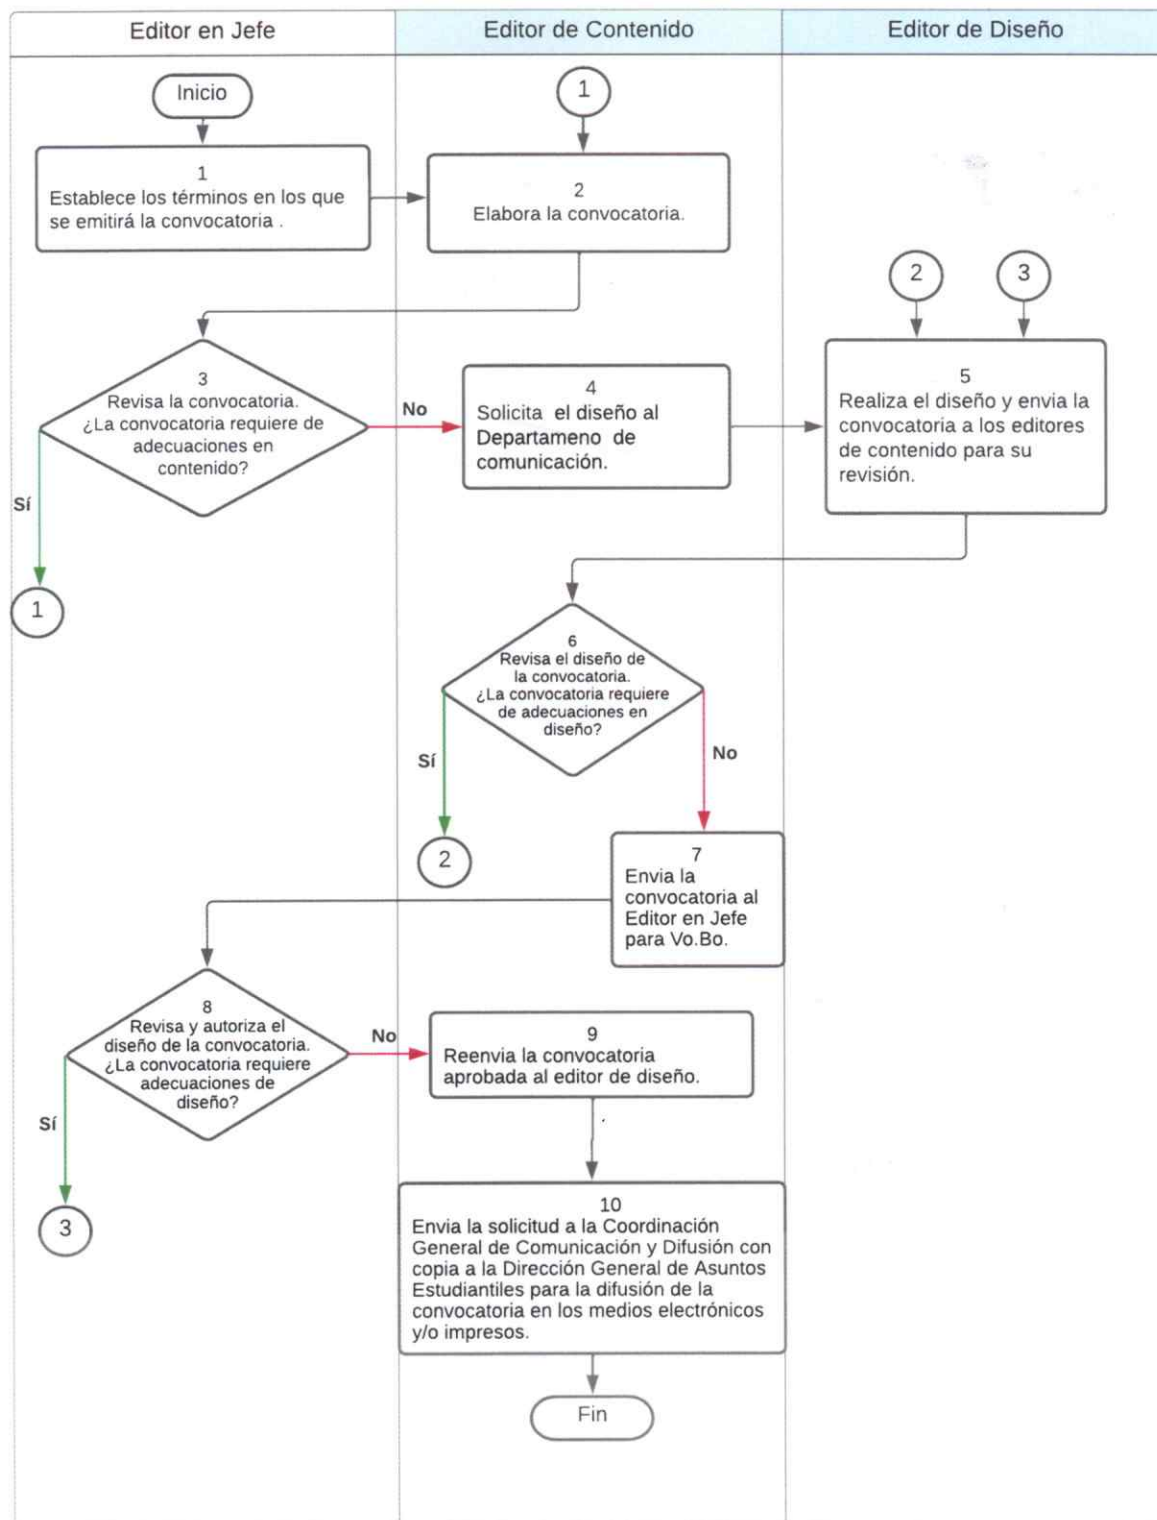 Editor en Jefe
Editor de Contenido
Editor de Diseño
Inicio
1
1
Establece los términos en los que
se emitirá la convocatoria .
2
Elabora la convocatoria.
2
3
3
Revisa la convocatoria.
¿La convocatoria requiere de
adecuaciones en
contenido?
No
Sí
1
4
Solicita el diseño al
Departameno de
comunicación.
5
Realiza el diseño y envia la
convocatoria a los editores
de contenido para su
revisión.
6
Revisa el diseño de
la convocatoria.
¿La convocatoria requiere
de adecuaciones en
diseño?
Sí
No
2
7
Envia la
convocatoria al
Editor en Jefe
para Vo.Bo.
8
Revisa y autoriza el
diseño de la convocatoria.
¿La convocatoria requiere
adecuaciones de
diseño?
No
Sí
3
9
Reenvia la convocatoria
aprobada al editor de diseño.
10
Envia la solicitud a la Coordinación
General de Comunicación y Difusión con
copia a la Dirección General de Asuntos
Estudiantiles para la difusión de la
convocatoria en los medios electrónicos
y/o impresos.
Fin